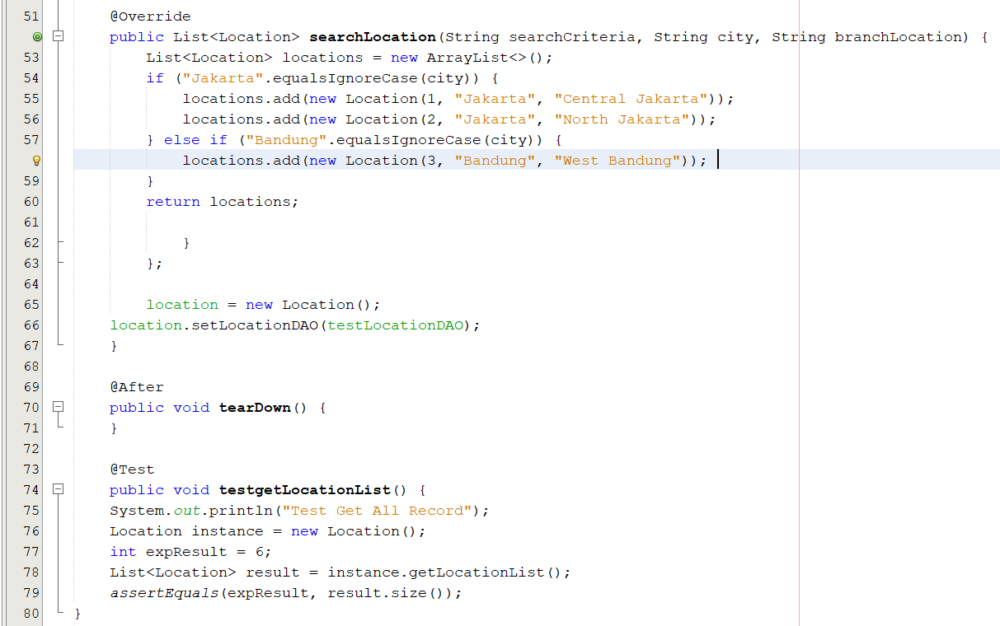 51 @Override
public List<Location> searchLocation(String searchCriteria, String city, String branchLocation) {
53 List<Location> locations = new ArrayList<>();
54 if ("Jakarta".equalsIgnoreCase(city)) {
55 locations.add(new Location(1, "Jakarta", "Central Jakarta"));
56 locations.add(new Location(2, "Jakarta", "North Jakarta"));
57 } else if ("Bandung".equalsIgnoreCase(city)) {
locations.add(new Location(3, "Bandung", "West Bandung"));
59 }
60 return locations;
61
62 }
63 };
64
65 location = new Location();
66 location.setLocationDAO(testLocationDAO);
67 }
68
69 @After
70 public void tearDown() {
71 }
72
73 @Test
74 public void testgetLocationList() {
75 System.out.println("Test Get All Record");
76 Location instance = new Location();
77 int expResult = 6;
78 List<Location> result = instance.getLocationList();
79 assertEquals(expResult, result.size());
80 }